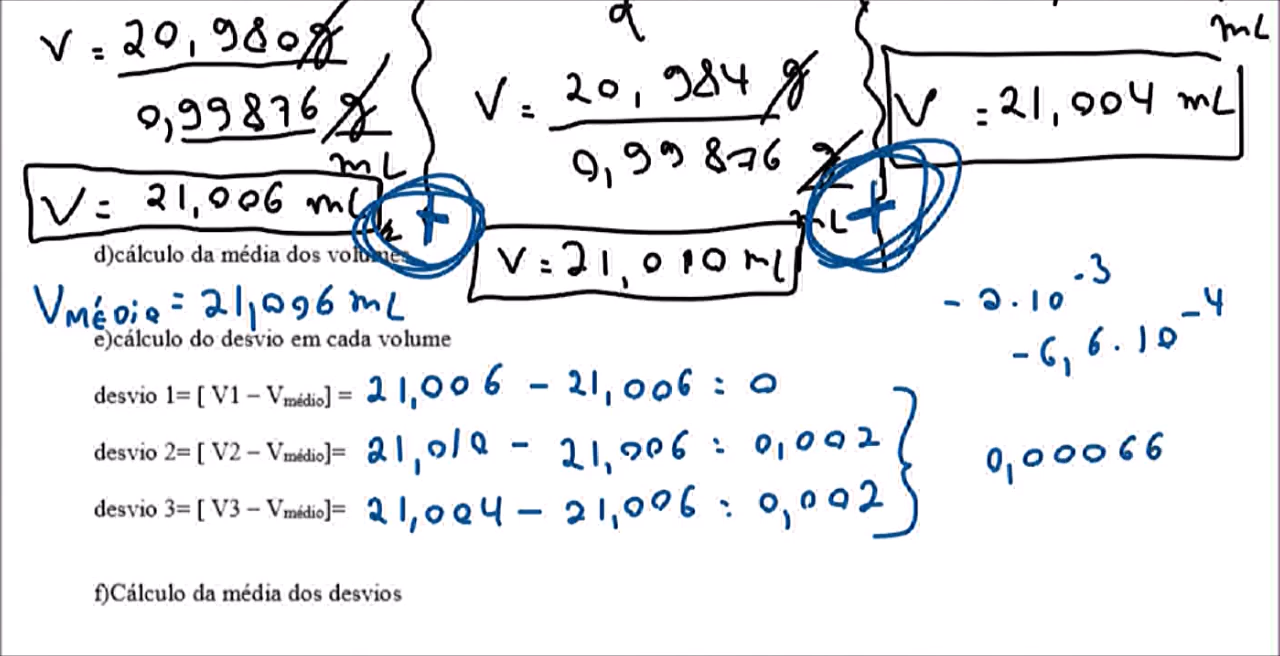 V = 20,980g
0,99876 g
mL
V = 21,006 mL
+
q
V = 20,984 g
0,99876 g
mL
V = 21,010 mL
+
mL
V = 21,004 mL
d)cálculo da média dos volumes
VMÉDIA = 21,006 mL
-2.10-3
-6,6.10-4
e)cálculo do desvio em cada volume
desvio 1= [ V1 – Vmédio] = 21,006 - 21,006 = 0
desvio 2= [ V2 – Vmédio]= 21,010 - 21,006 = 0,002
desvio 3= [ V3 – Vmédio]= 21,004 - 21,006 = 0,002
0,00066
f)Cálculo da média dos desvios